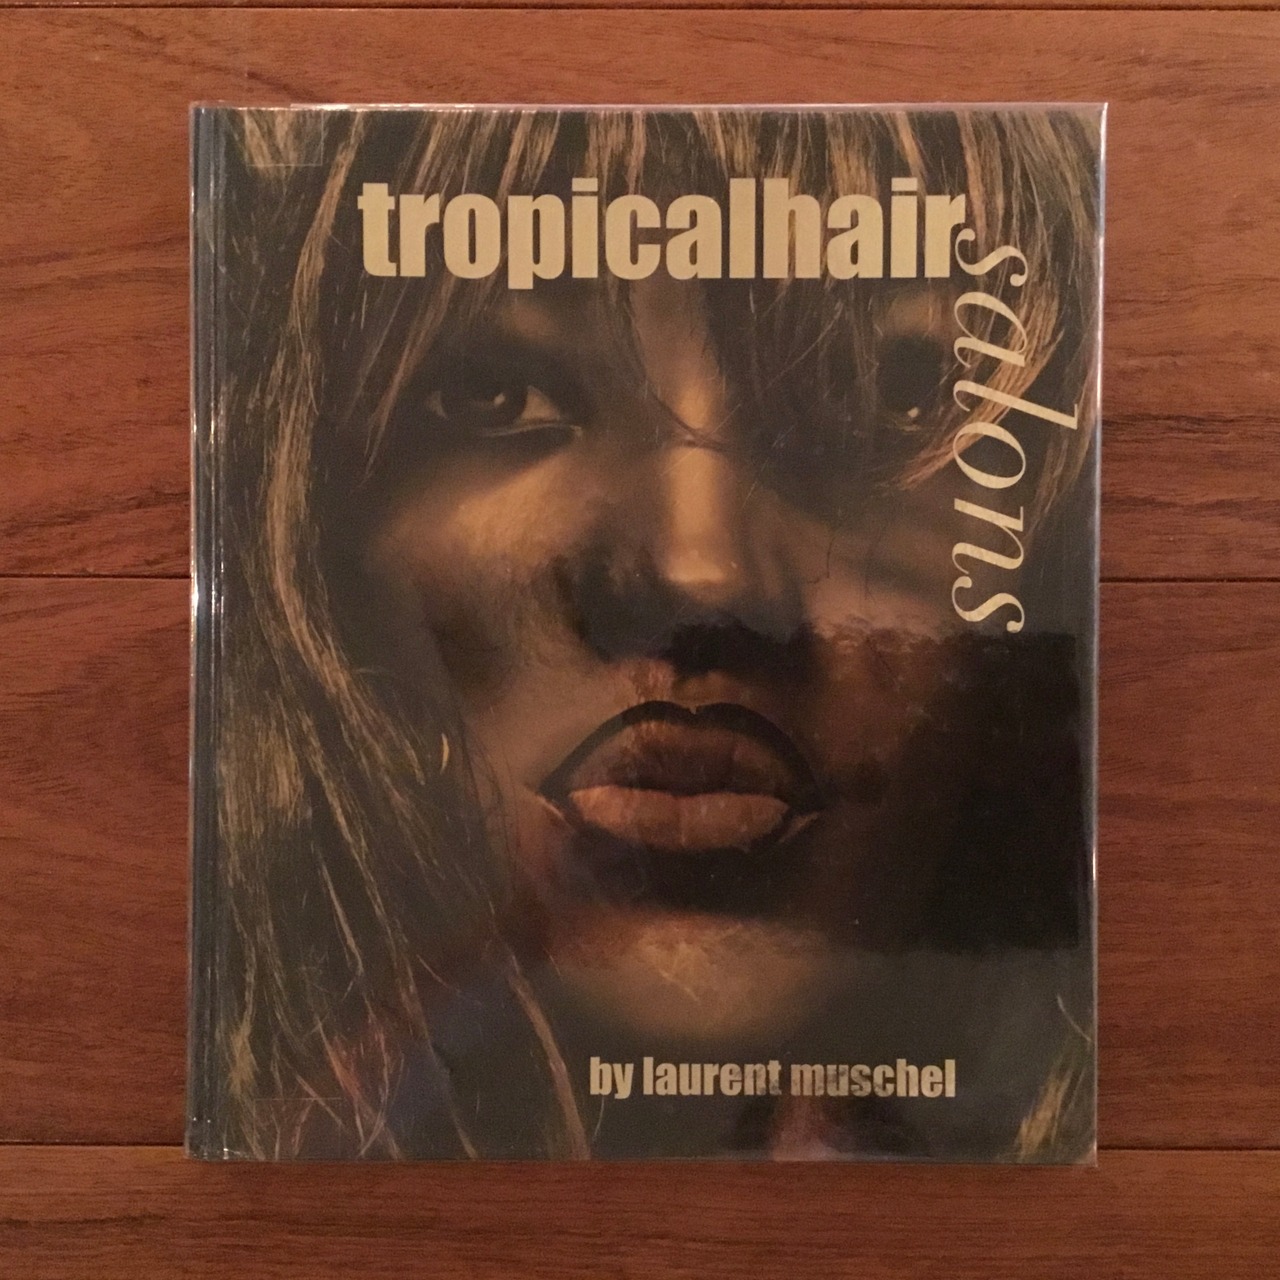 tropicalhair
salons
by laurent muschel